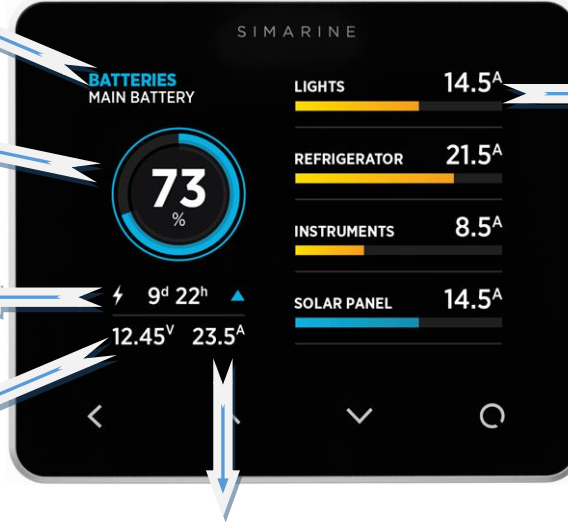 SIMARINE
BATTERIES
MAIN BATTERY
73
%
9d 22h
12.45V 23.5A
LIGHTS 14.5A
REFRIGERATOR 21.5A
INSTRUMENTS 8.5A
SOLAR PANEL 14.5A